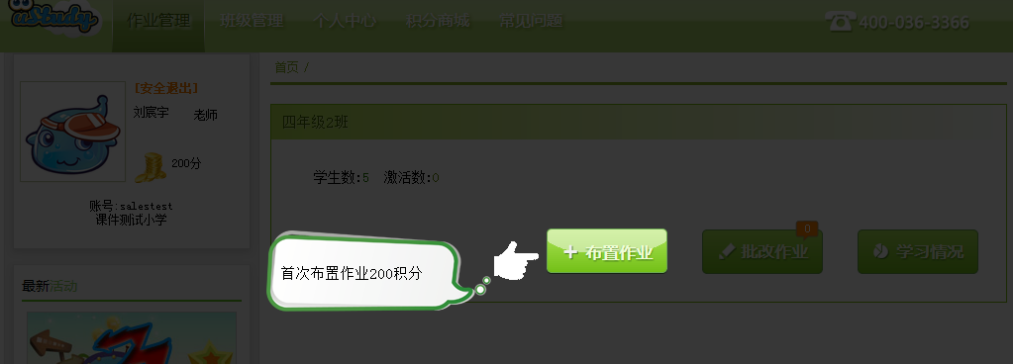 uStudy
作业管理 班级管理 个人中心 积分商城 常见问题
400-036-3366
[安全退出]
刘宸宇 老师
200分
账号:salextext
课件测试小学
最新活动
首页 /
四年级2班
学生数:5 激活数:0
首次布置作业200积分
+ 布置作业
0
批改作业
学习情况